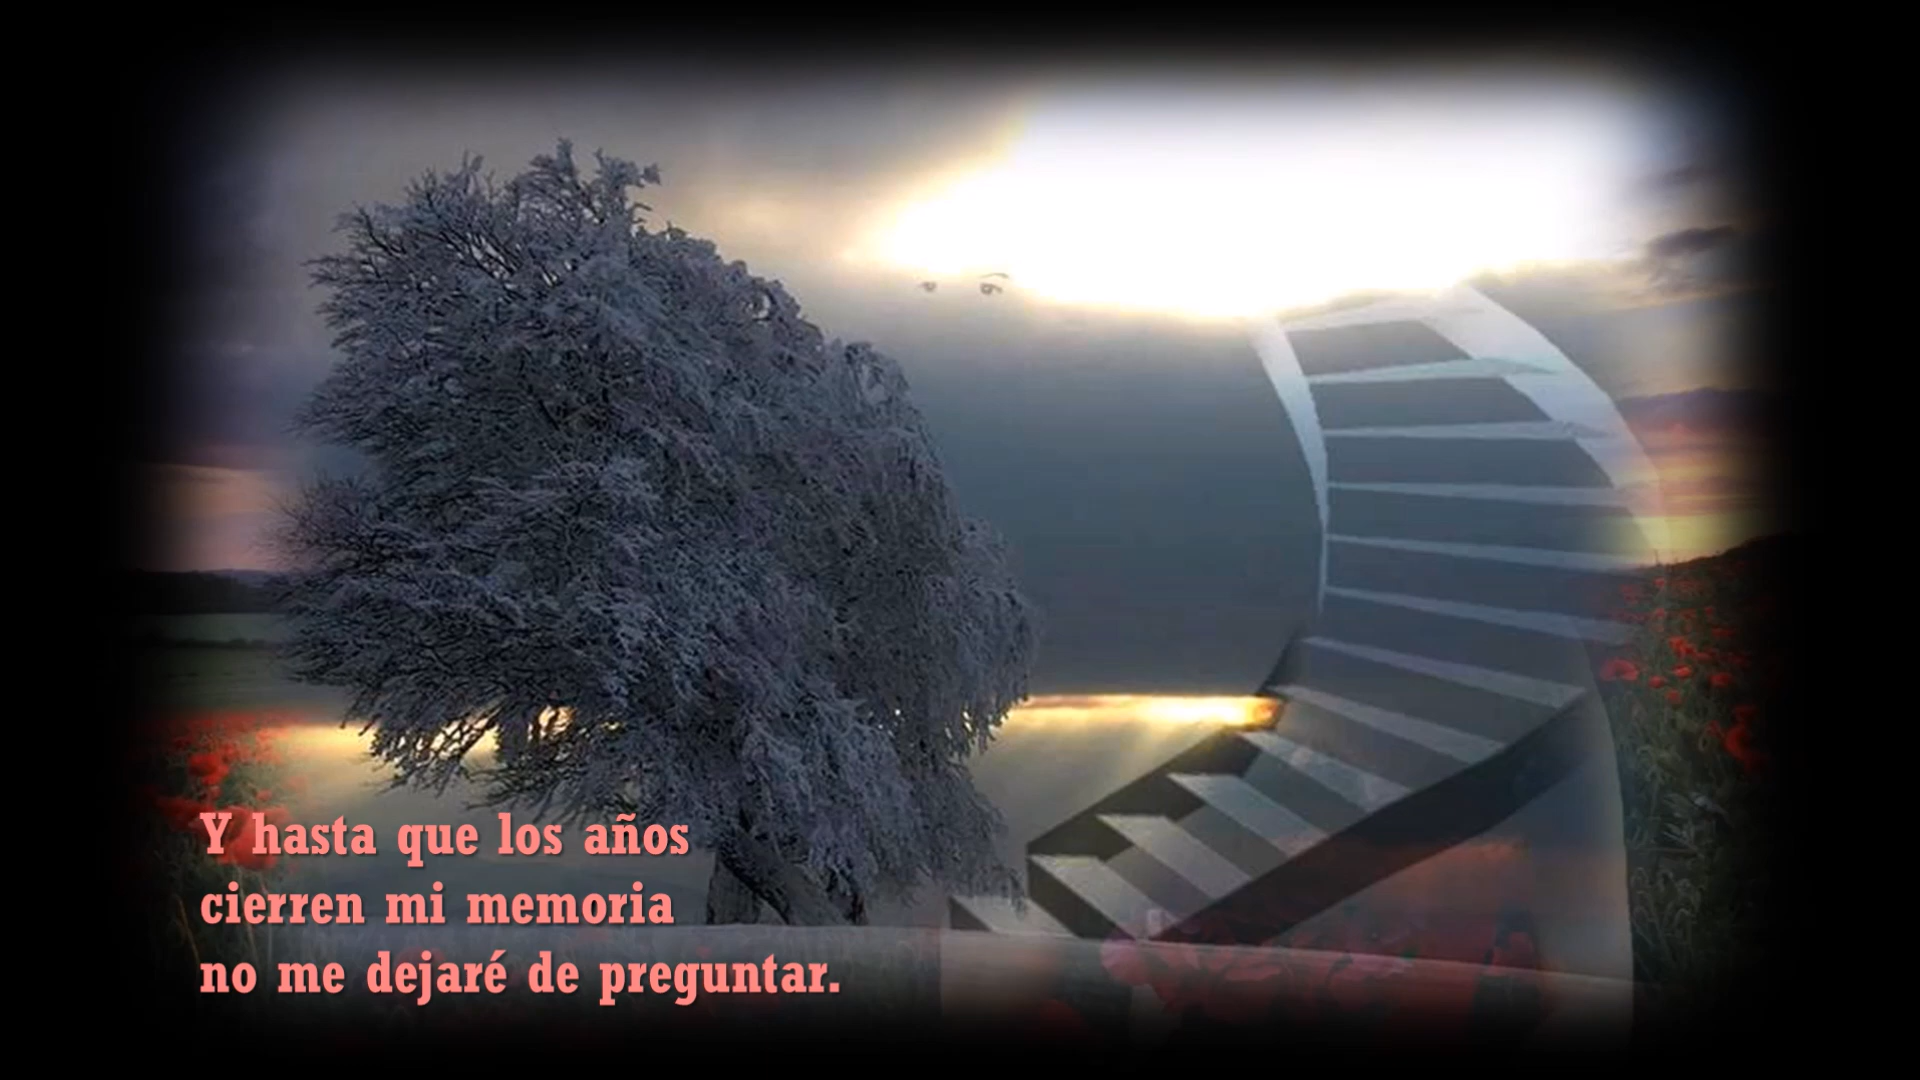 Y hasta que los años
cierren mi memoria
no me dejaré de preguntar.